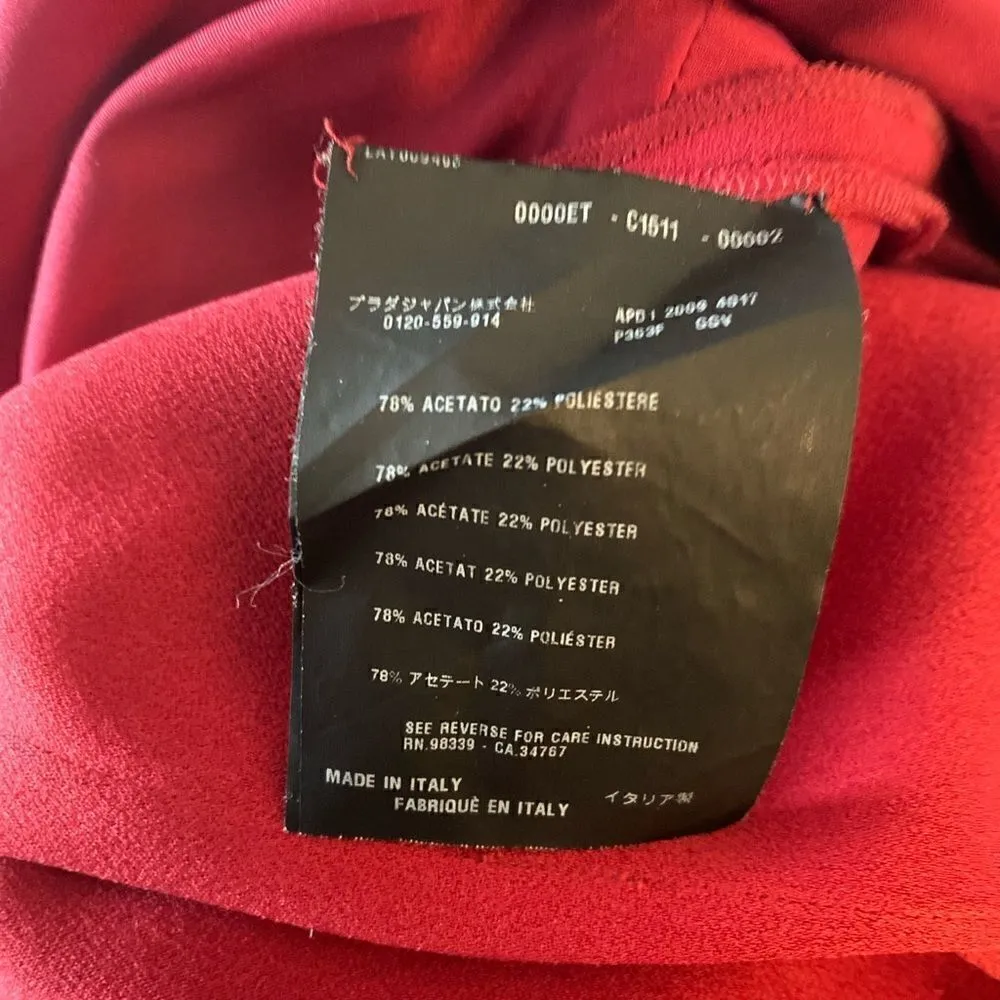 0000ET - C1511 - 00002
プラダジャパン株式会社
0120-559-914
2009 4917
P363F GGV
78% ACETATO 22% POLIESTERE
78% ACETATE 22% POLYESTER
78% ACÉTATE 22% POLYESTER
78% ACETAT 22% POLYESTER
78% ACETATO 22% POLIÉSTER
78% アセテート 22% ポリエステル
SEE REVERSE FOR CARE INSTRUCTION
RN.98339 - CA.34767
MADE IN ITALY
FABRIQUÈ EN ITALY イタリア製